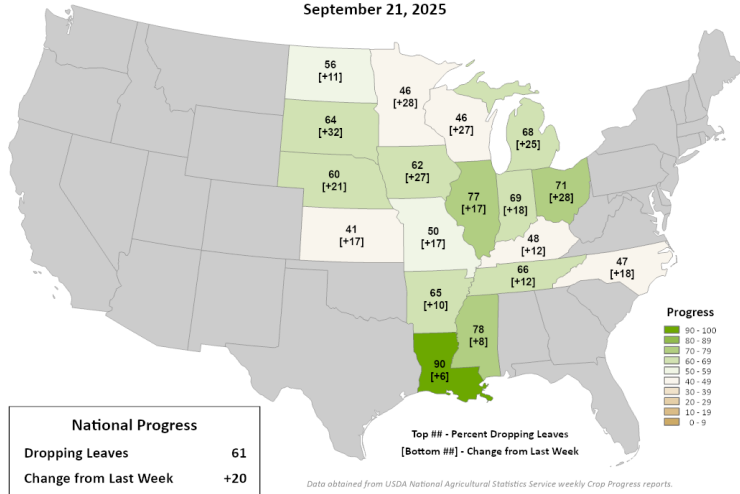 September 21, 2025
56
[+11]
46
[+28]
46
[+27]
64
[+32]
68
[+25]
60
[+21]
62
[+27]
77
[+17]
69
[+18]
71
[+28]
41
[+17]
50
[+17]
48
[+12]
47
[+18]
66
[+12]
65
[+10]
78
[+8]
90
[+6]
Progress
90 - 100
80 - 89
70 - 79
60 - 69
50 - 59
40 - 49
30 - 39
20 - 29
10 - 19
0 - 9
National Progress
Dropping Leaves 61
Change from Last Week +20
Top ## - Percent Dropping Leaves
[Bottom ##] - Change from Last Week
Data obtained from USDA National Agricultural Statistics Service weekly Crop Progress reports.